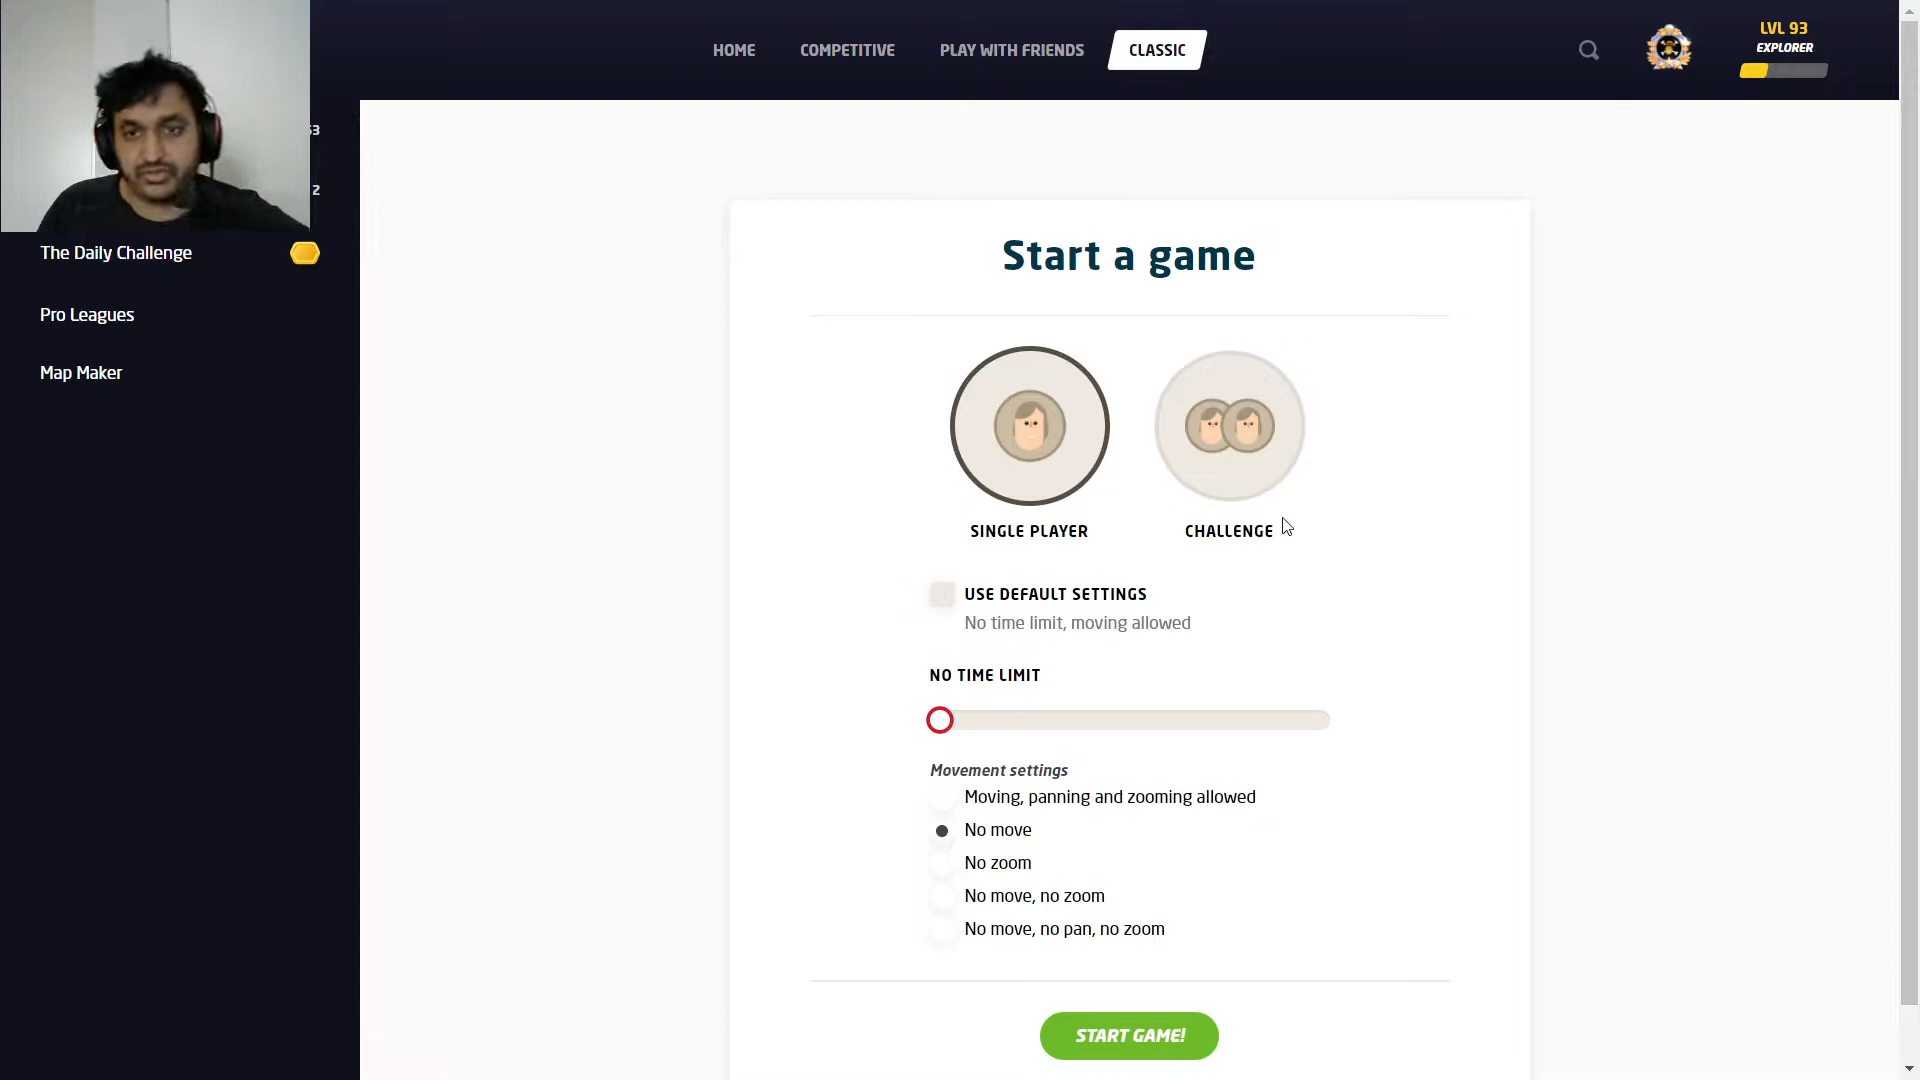 HOME COMPETITIVE PLAY WITH FRIENDS CLASSIC
LVL 93
EXPLORER
53
2
The Daily Challenge
Pro Leagues
Map Maker
Start a game
SINGLE PLAYER CHALLENGE
USE DEFAULT SETTINGS
No time limit, moving allowed
NO TIME LIMIT
Movement settings
Moving, panning and zooming allowed
No move
No zoom
No move, no zoom
No move, no pan, no zoom
START GAME!